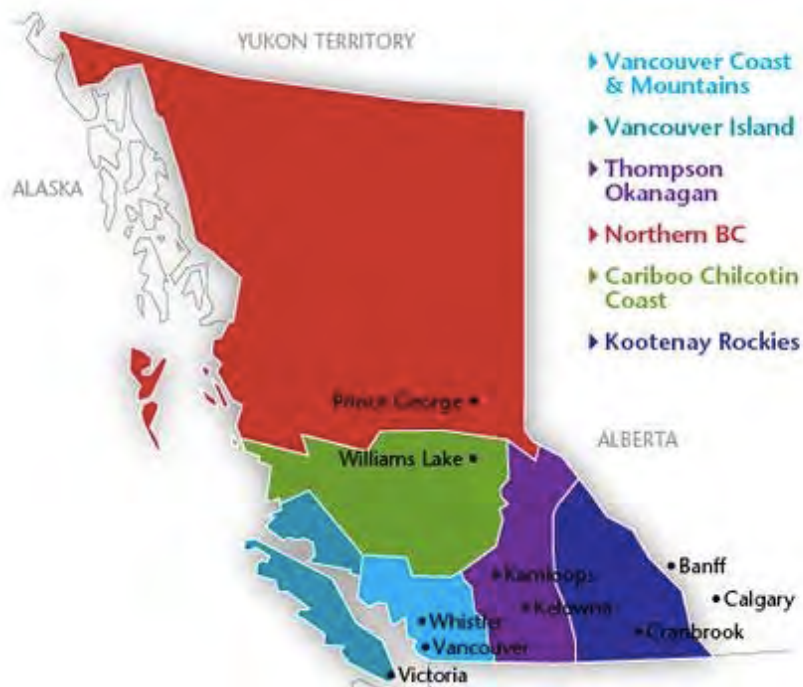 YUKON TERRITORY
Vancouver Coast
& Mountains
Vancouver Island
Thompson
Okanagan
Northern BC
Cariboo Chilcotin
Coast
Kootenay Rockies
ALASKA
Prince George
ALBERTA
Williams Lake
Banff
Kamloops
Calgary
Kelowna
Whistler
Cranbrook
Vancouver
Victoria